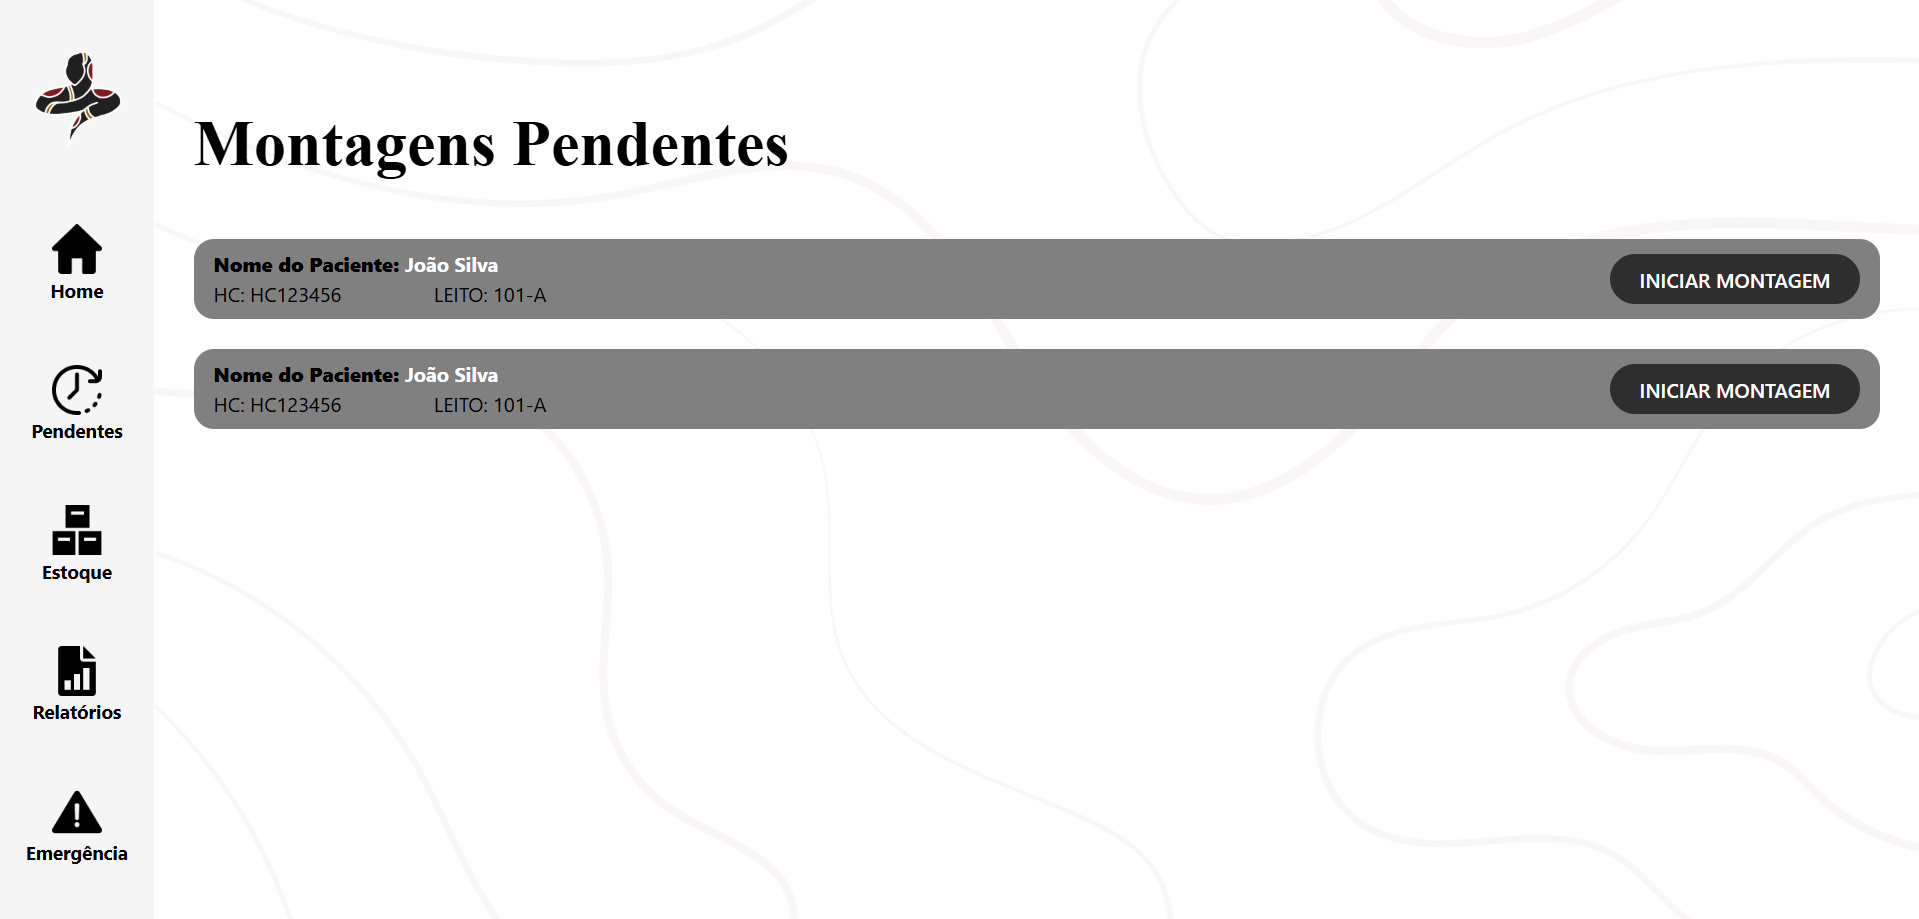 Home
Pendentes
Estoque
Relatórios
Emergência
Montagens Pendentes
Nome do Paciente: João Silva
HC: HC123456 LEITO: 101-A
INICIAR MONTAGEM
Nome do Paciente: João Silva
HC: HC123456 LEITO: 101-A
INICIAR MONTAGEM